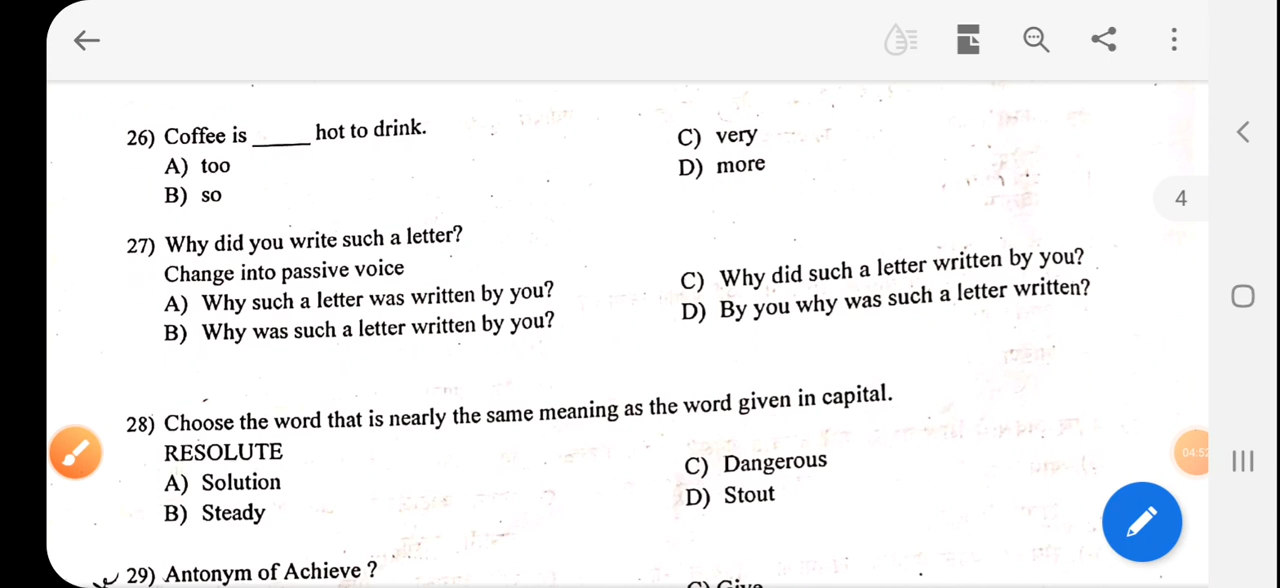 4
26) Coffee is _____ hot to drink.
A) too
B) so
C) very
D) more
27) Why did you write such a letter?
Change into passive voice
A) Why such a letter was written by you?
B) Why was such a letter written by you?
C) Why did such a letter written by you?
D) By you why was such a letter written?
28) Choose the word that is nearly the same meaning as the word given in capital.
RESOLUTE
A) Solution
B) Steady
C) Dangerous
D) Stout
04:52
29) Antonym of Achieve ?
C) Give